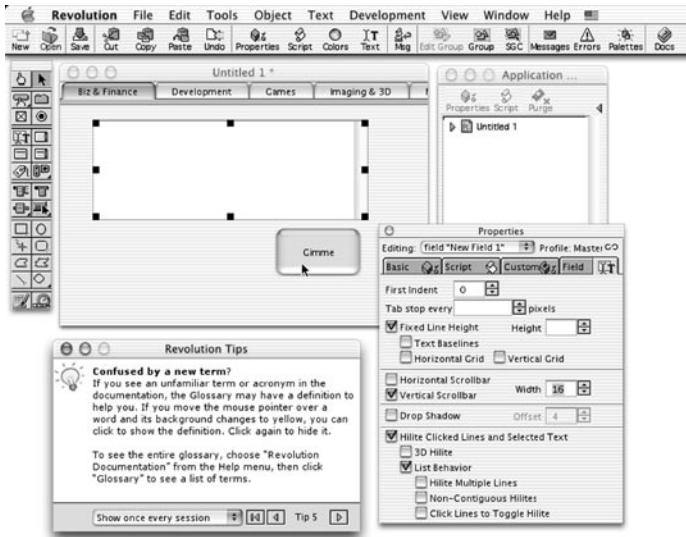 Revolution File Edit Tools Object Text Development View Window Help
New Open Save Cut Copy Paste Undo Properties Script Colors Text Msg Edit Group Group SGC Messages Errors Palettes Docs
Untitled 1 *
Biz & Finance Development Games Imaging & 3D
Gimme
Application ...
Properties Script Purge
Untitled 1
Properties
Editing: field "New Field 1" Profile: Master
Basic Script Custom Field
First Indent 0
Tab stop every pixels
Fixed Line Height Height
Text Baselines
Horizontal Grid Vertical Grid
Horizontal Scrollbar
Vertical Scrollbar
Width 16
Drop Shadow Offset 4
Hilite Clicked Lines and Selected Text
3D Hilite
List Behavior
Hilite Multiple Lines
Non-Contiguous Hilites
Click Lines to Toggle Hilite
Revolution Tips
Confused by a new term?
If you see an unfamiliar term or acronym in the
documentation, the Glossary may have a definition to
help you. If you move the mouse pointer over a
word and its background changes to yellow, you can
click to show the definition. Click again to hide it.
To see the entire glossary, choose "Revolution
Documentation" from the Help menu, then click
"Glossary" to see a list of terms.
Show once every session Tip 5